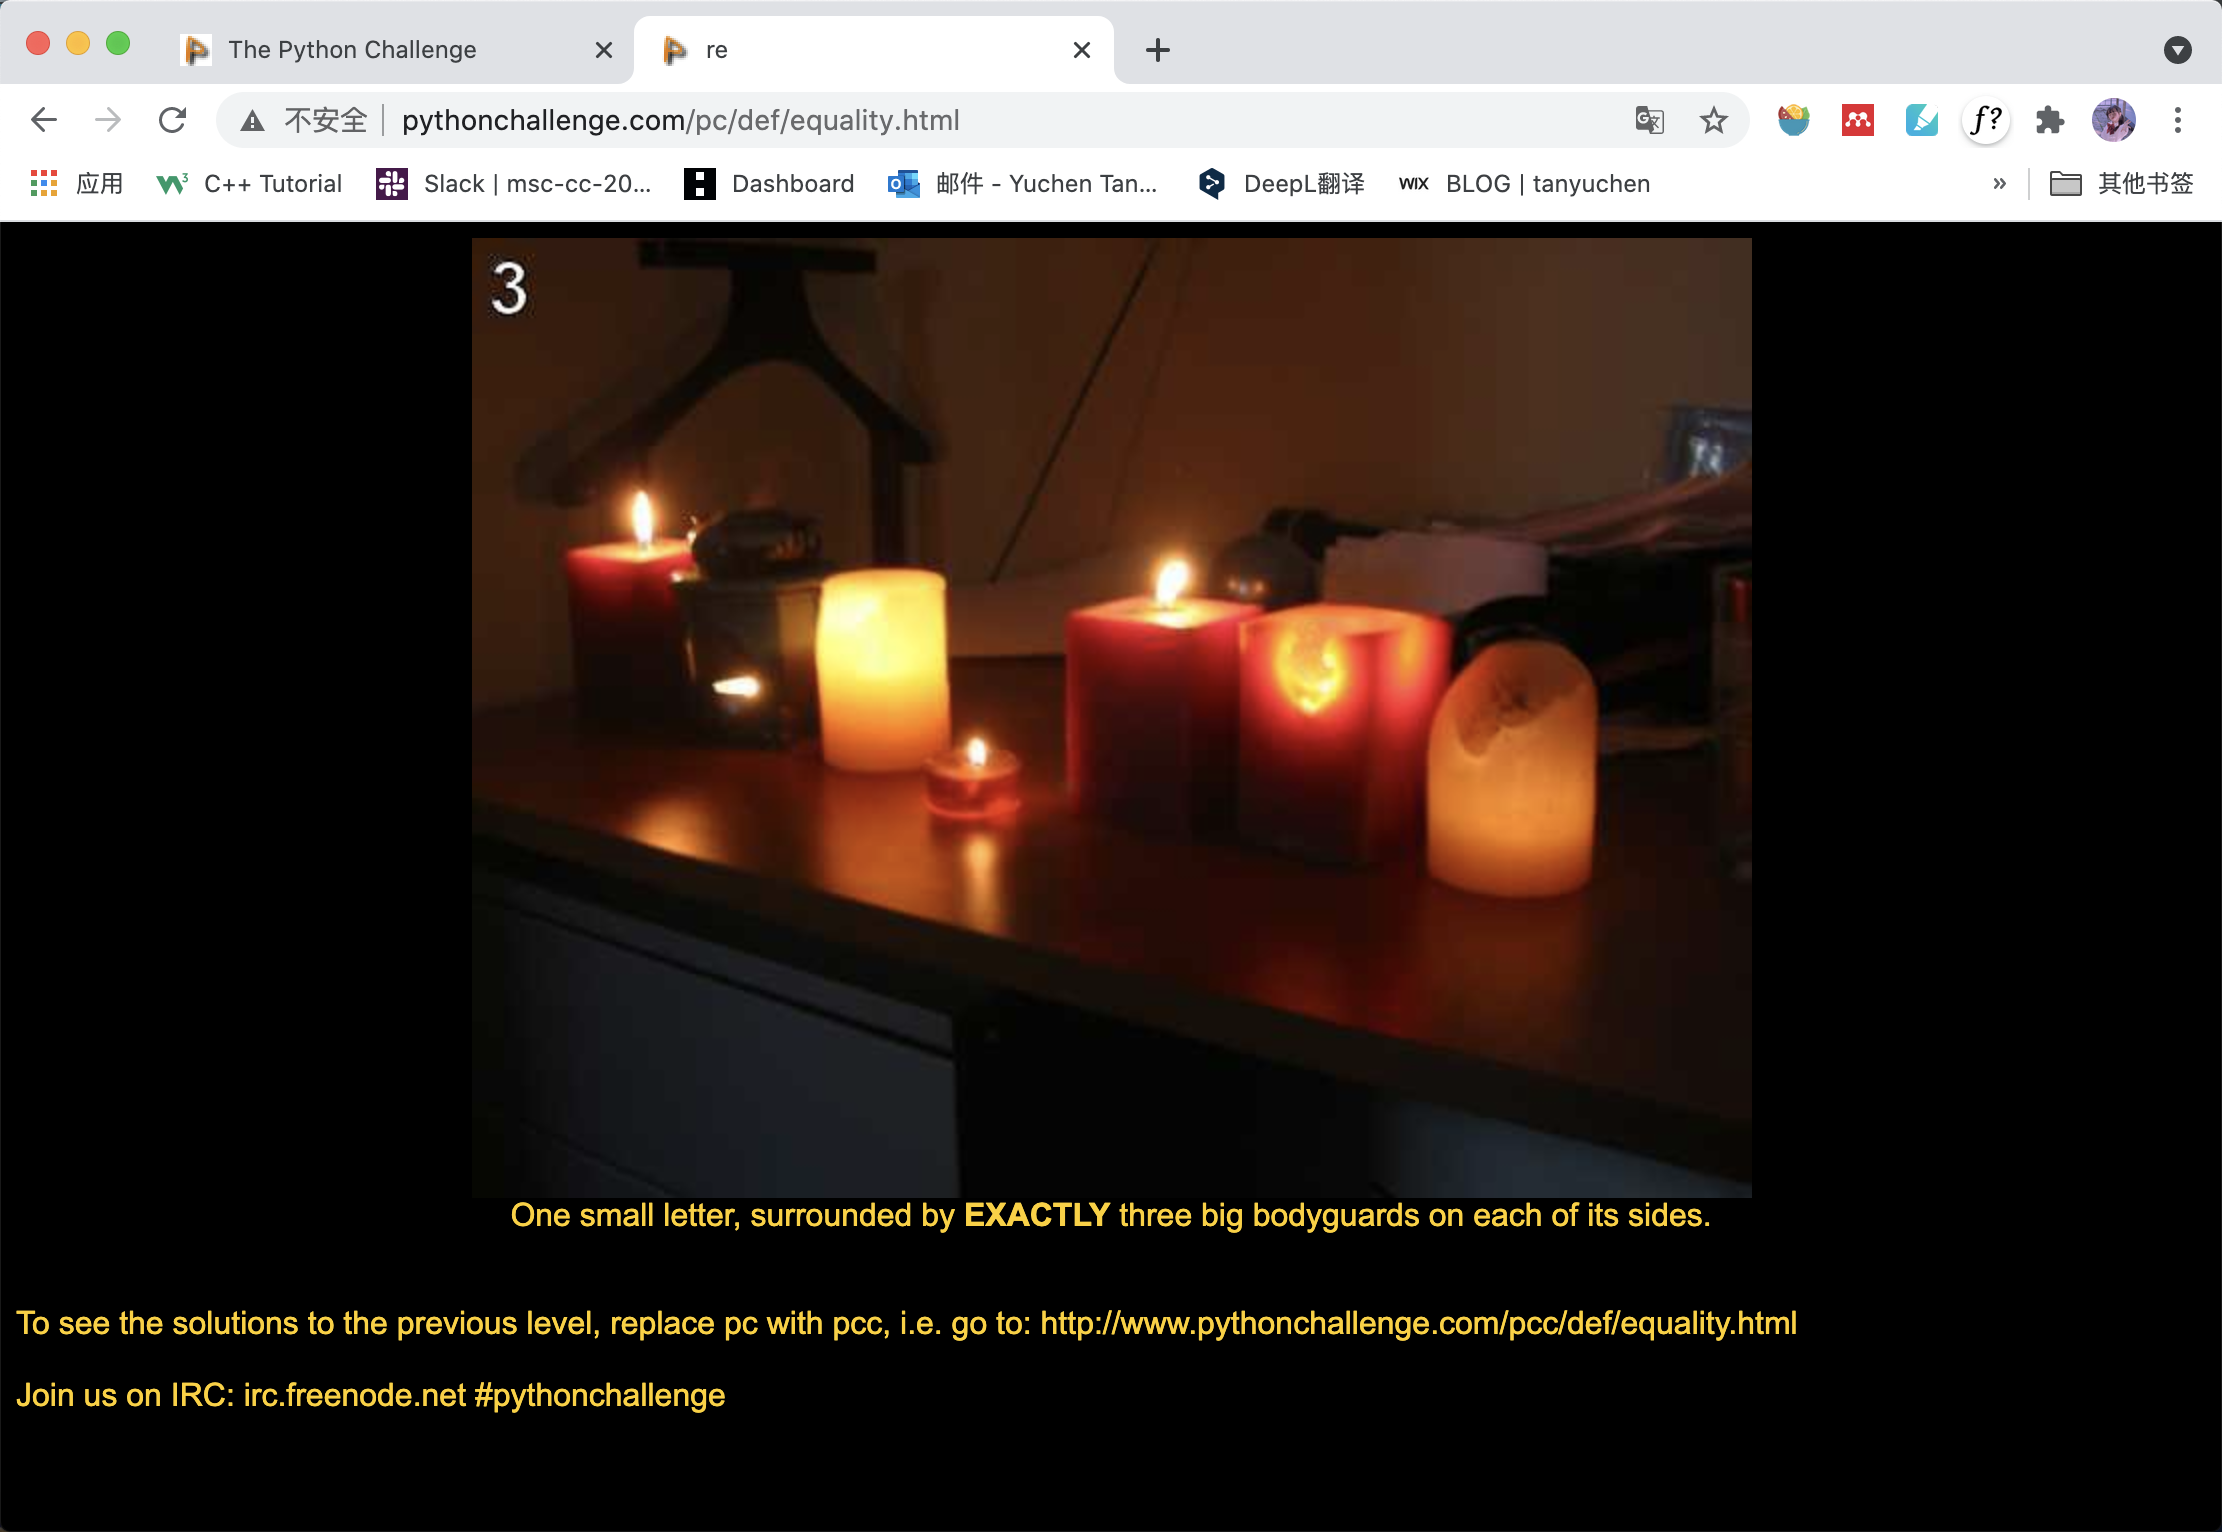 The Python Challenge
re
不安全 pythonchallenge.com/pc/def/equality.html
f?
应用 C++ Tutorial Slack | msc-cc-20... Dashboard 邮件 - Yuchen Tan... DeepL翻译 WIX BLOG | tanyuchen » 其他书签
3
One small letter, surrounded by EXACTLY three big bodyguards on each of its sides.
To see the solutions to the previous level, replace pc with pcc, i.e. go to: http://www.pythonchallenge.com/pcc/def/equality.html
Join us on IRC: irc.freenode.net #pythonchallenge